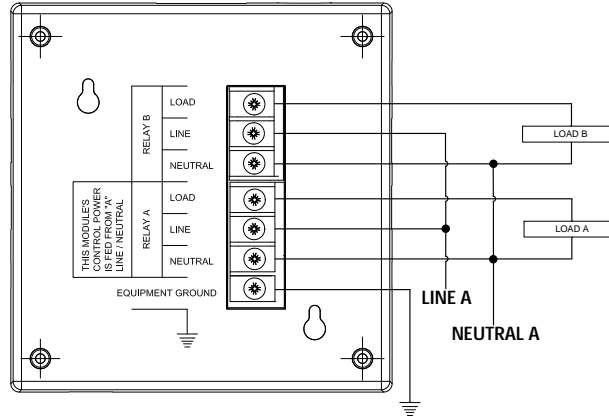 RELAY B
LOAD
LINE
NEUTRAL
LOAD B
THIS MODULE'S
CONTROL POWER
IS FED FROM "A"
LINE / NEUTRAL
RELAY A
LOAD
LINE
NEUTRAL
LOAD A
EQUIPMENT GROUND
LINE A
NEUTRAL A